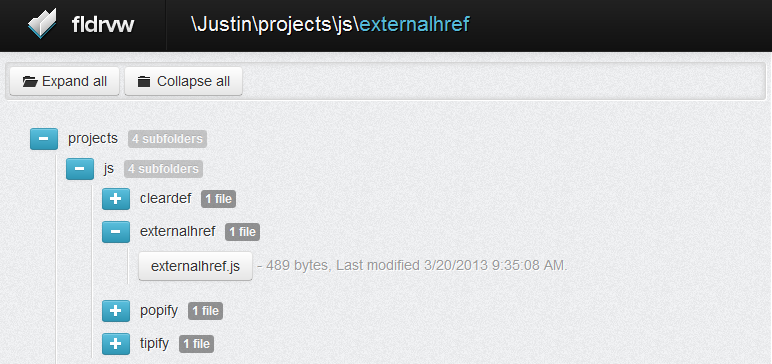 fldrvw \Justin\projects\js\externalhref
Expand all Collapse all
projects 4 subfolders
js 4 subfolders
cleardef 1 file
externalhref 1 file
externalhref.js - 489 bytes, Last modified 3/20/2013 9:35:08 AM.
popify 1 file
tipify 1 file